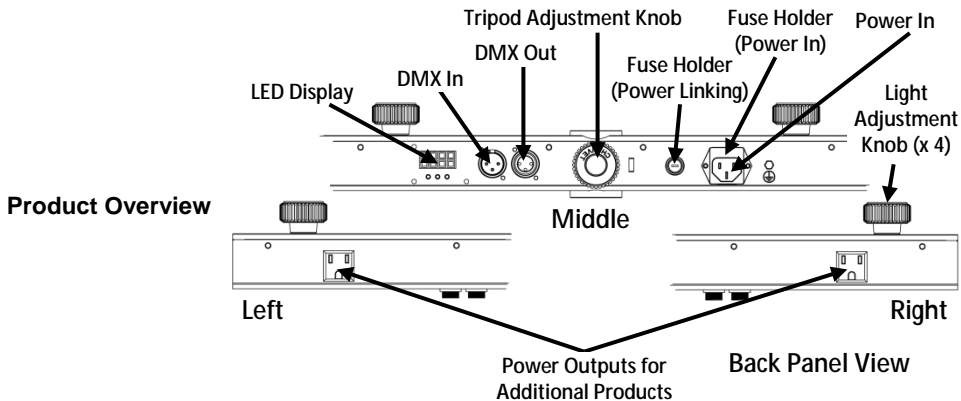 Tripod Adjustment Knob
Fuse Holder
(Power In)
Power In
DMX Out
Fuse Holder
(Power Linking)
DMX In
LED Display
Light
Adjustment
Knob (x 4)
CHAUVET
Product Overview
Middle
Left
Right
Power Outputs for
Additional Products
Back Panel View